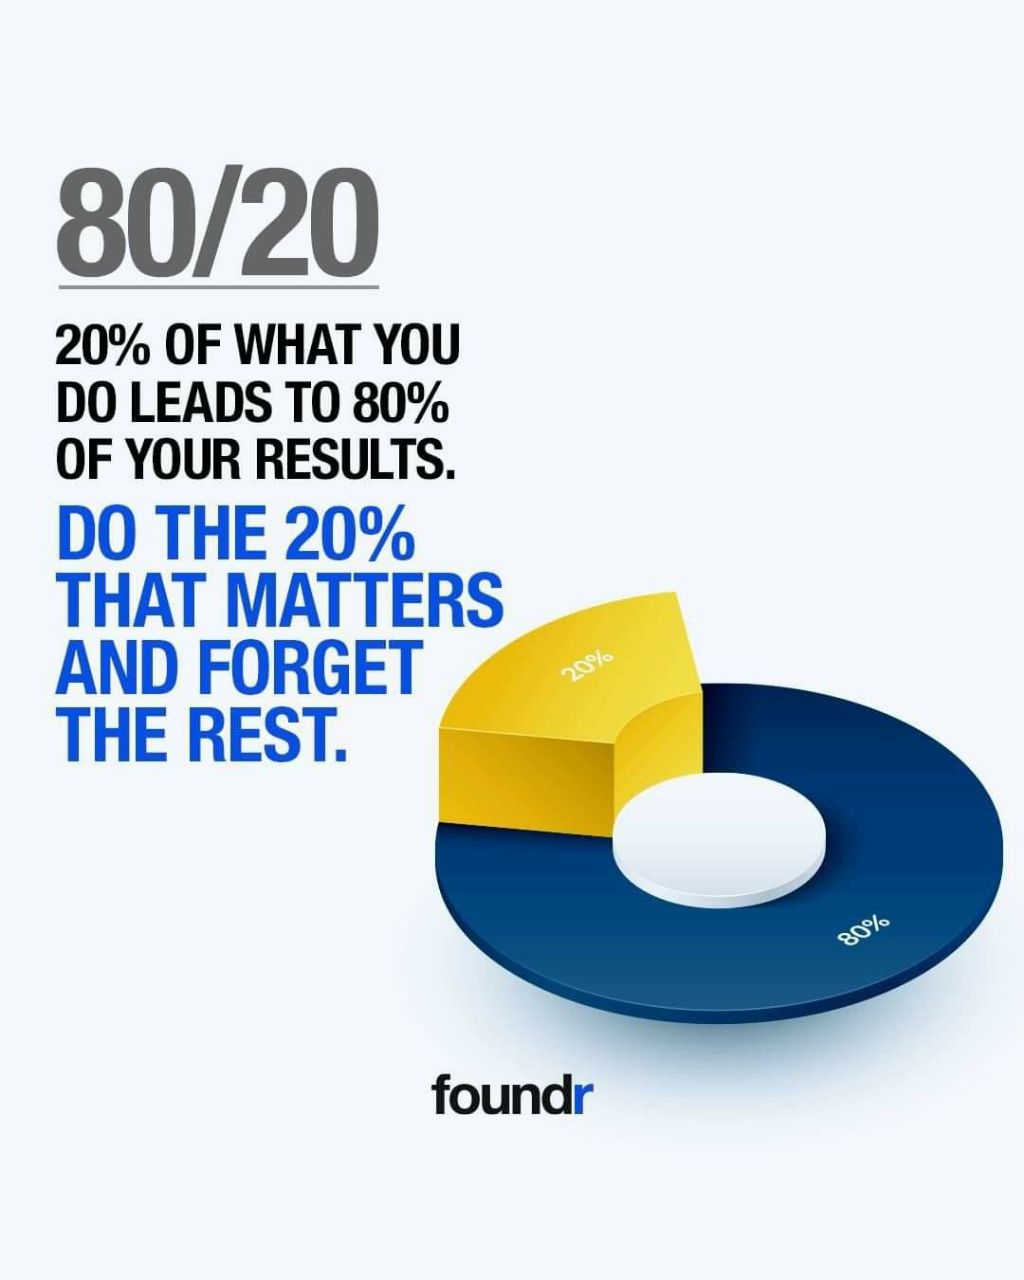 80/20
20% OF WHAT YOU
DO LEADS TO 80%
OF YOUR RESULTS.
DO THE 20%
THAT MATTERS
AND FORGET
THE REST.
20%
80%
foundr